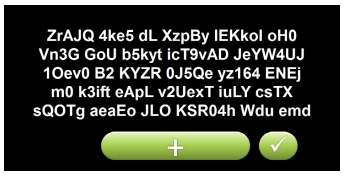 ZrAJQ 4ke5 dL XzpBy IEKkol oH0
Vn3G GoU b5kyt icT9vAD JeYW4UJ
1Oev0 B2 KYZR 0J5Qe yz164 ENEj
m0 k3ift eApL v2UexT iuLY csTX
sQOTg aeaEo JLO KSR04h Wdu emd